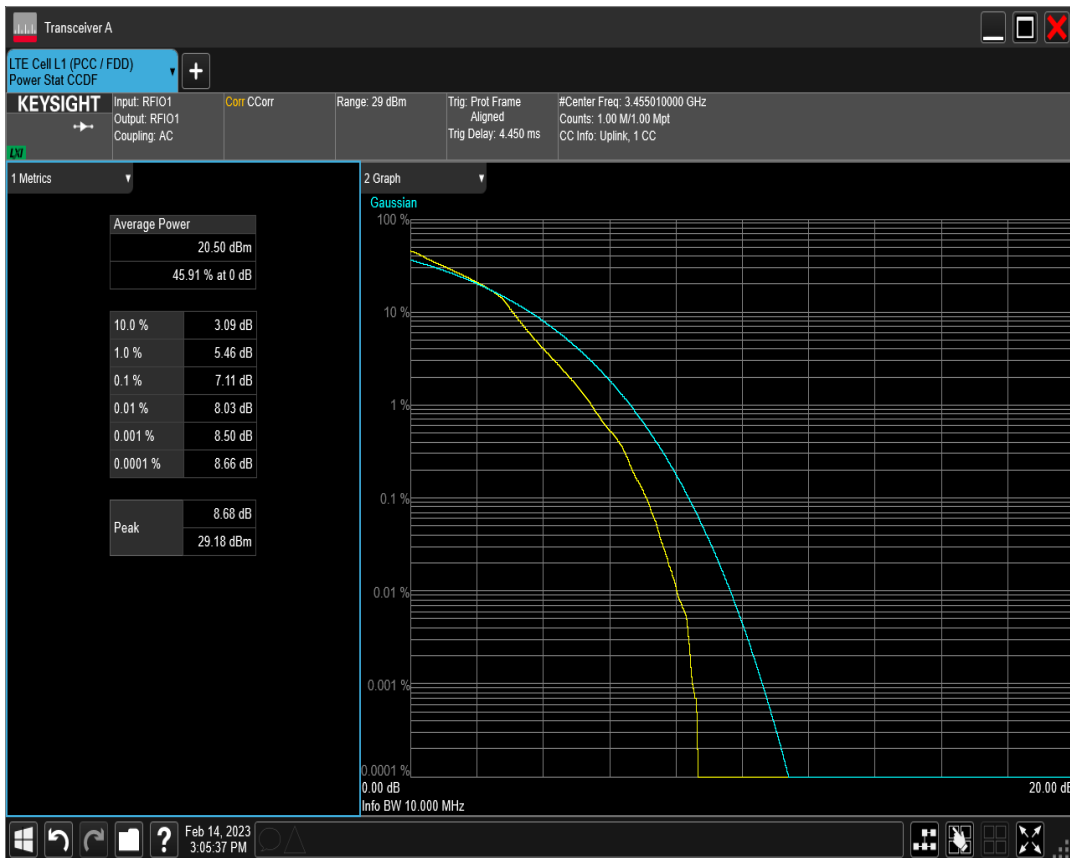 Transceiver A
LTE Cell L1 (PCC / FDD)
Power Stat CCDF
KEYSIGHT
LXI
Input: RFIO1
Output: RFIO1
Coupling: AC
Corr CCorr
Range: 29 dBm
Trig: Prot Frame
Aligned
Trig Delay: 4.450 ms
#Center Freq: 3.455010000 GHz
Counts: 1.00 M/1.00 Mpt
CC Info: Uplink, 1 CC
1 Metrics
Average Power
20.50 dBm
45.91 % at 0 dB
10.0 % 3.09 dB
1.0 % 5.46 dB
0.1 % 7.11 dB
0.01 % 8.03 dB
0.001 % 8.50 dB
0.0001 % 8.66 dB
Peak
8.68 dB
29.18 dBm
2 Graph
Gaussian
100 %
10 %
1 %
0.1 %
0.01 %
0.001 %
0.0001 %
0.00 dB 20.00 dB
Info BW 10.000 MHz
?
Feb 14, 2023
3:05:37 PM